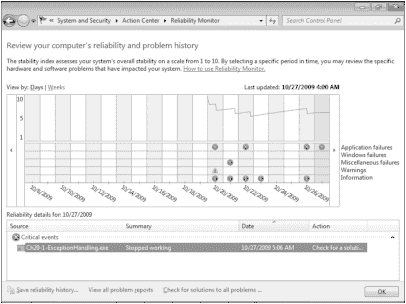 System and Security ▸ Action Center ▸ Reliability Monitor
Search Control Panel
Review your computer's reliability and problem history
The stability index assesses your system's overall stability on a scale from 1 to 10. By selecting a specific period in time, you may review the specific
hardware and software problems that have impacted your system. How to use Reliability Monitor.
View by: Days | Weeks
Last updated: 10/27/2009 4:00 AM
10
5
1
Application failures
Windows failures
Miscellaneous failures
Warnings
Information
10/8/2009
10/10/2009
10/12/2009
10/14/2009
10/16/2009
10/18/2009
10/20/2009
10/22/2009
10/24/2009
10/26/2009
Reliability details for: 10/27/2009
Source Summary Date Action
Critical events
Ch20-1-ExceptionHandling.exe Stopped working 10/27/2009 5:06 AM Check for a soluti...
Save reliability history... View all problem reports Check for solutions to all problems ...
OK